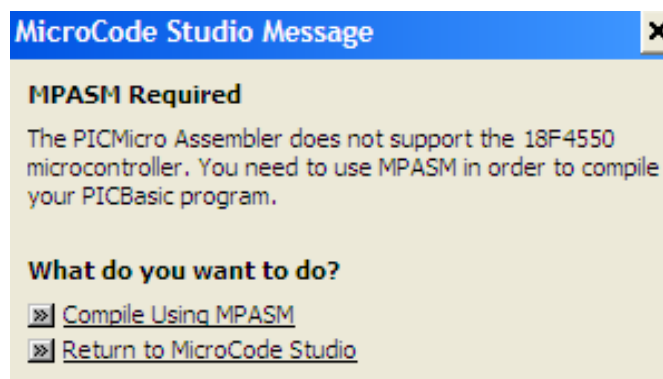 MicroCode Studio Message
MPASM Required
The PICMicro Assembler does not support the 18F4550
microcontroller. You need to use MPASM in order to compile
your PICBasic program.
What do you want to do?
Compile Using MPASM
Return to MicroCode Studio